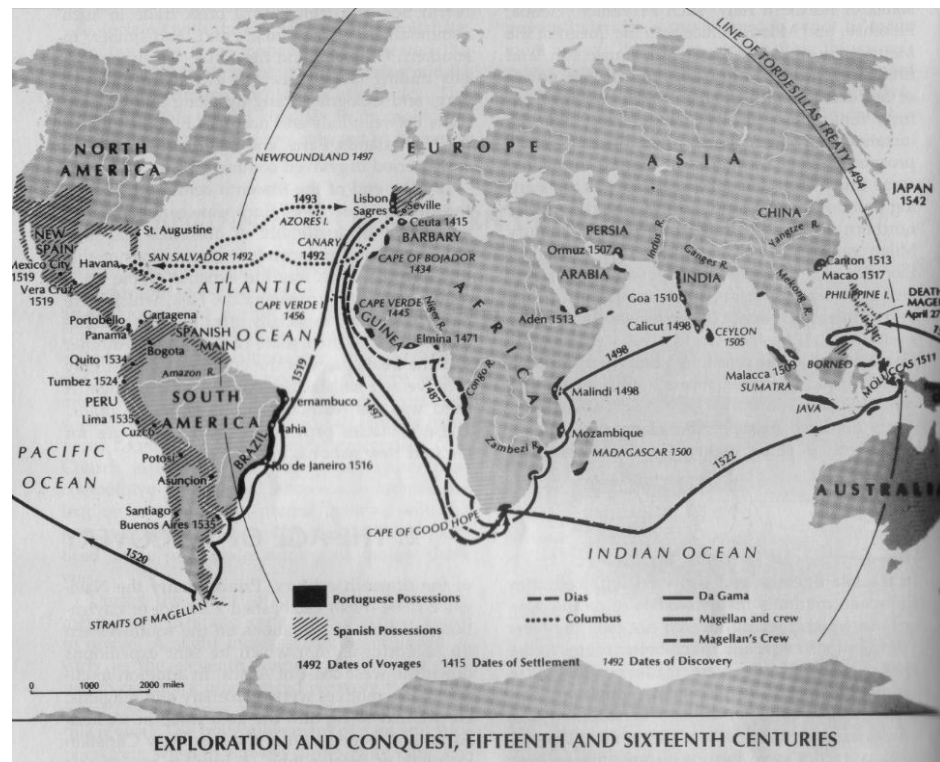 LINE OF TORDESILLAS TREATY 1494
NORTH
AMERICA
NEWFOUNDLAND 1497
EUROPE
ASIA
JAPAN
1542
1493
AZORES I.
Lisbon
Sagres
Seville
Ceuta 1415
BARBARY
CANARY
CAPE OF BOJADOR
1434
St. Augustine
NEW
SPAIN
Havana
SAN SALVADOR 1492
1492
Mexico City
1519
Vera Cruz
1519
ATLANTIC
OCEAN
PERSIA
Ormuz 1507
ARABIA
Indus R.
Ganges R.
INDIA
CHINA
Yangtze R.
Canton 1513
Macao 1517
Mekong R.
PHILIPPINE I.
DEATH
MAGE
April 27
CAPE VERDE I
1456
CAPE VERDE
1445
GUINEA
Niger R.
AFRICA
Elmina 1471
Aden 1513
Goa 1510
Calicut 1498
CEYLON
1505
Portobello
Panama
Cartagena
SPANISH
MAIN
Bogota
Quito 1534
Amazon R.
Tumbez 1524
PERU
Lima 1535
Cuzco
SOUTH
AMERICA
BRAZIL
Pernambuco
Bahia
1519
1497
1487
Congo R.
1498
Malindi 1498
Malacca 1509
SUMATRA
BORNEO
MOLUCCAS 1511
JAVA
Mozambique
Zambezi R.
MADAGASCAR 1500
1522
PACIFIC
OCEAN
Potosi
Rio de Janeiro 1516
Asunçion
Santiago
Buenos Aires 1535
CAPE OF GOOD HOPE
INDIAN OCEAN
AUSTRALI
1520
STRAITS OF MAGELLAN
Portuguese Possessions
Spanish Possessions
Dias
Columbus
Da Gama
Magellan and crew
Magellan's Crew
1492 Dates of Voyages
1415 Dates of Settlement
1492 Dates of Discovery
0 1000 2000 miles
EXPLORATION AND CONQUEST, FIFTEENTH AND SIXTEENTH CENTURIES